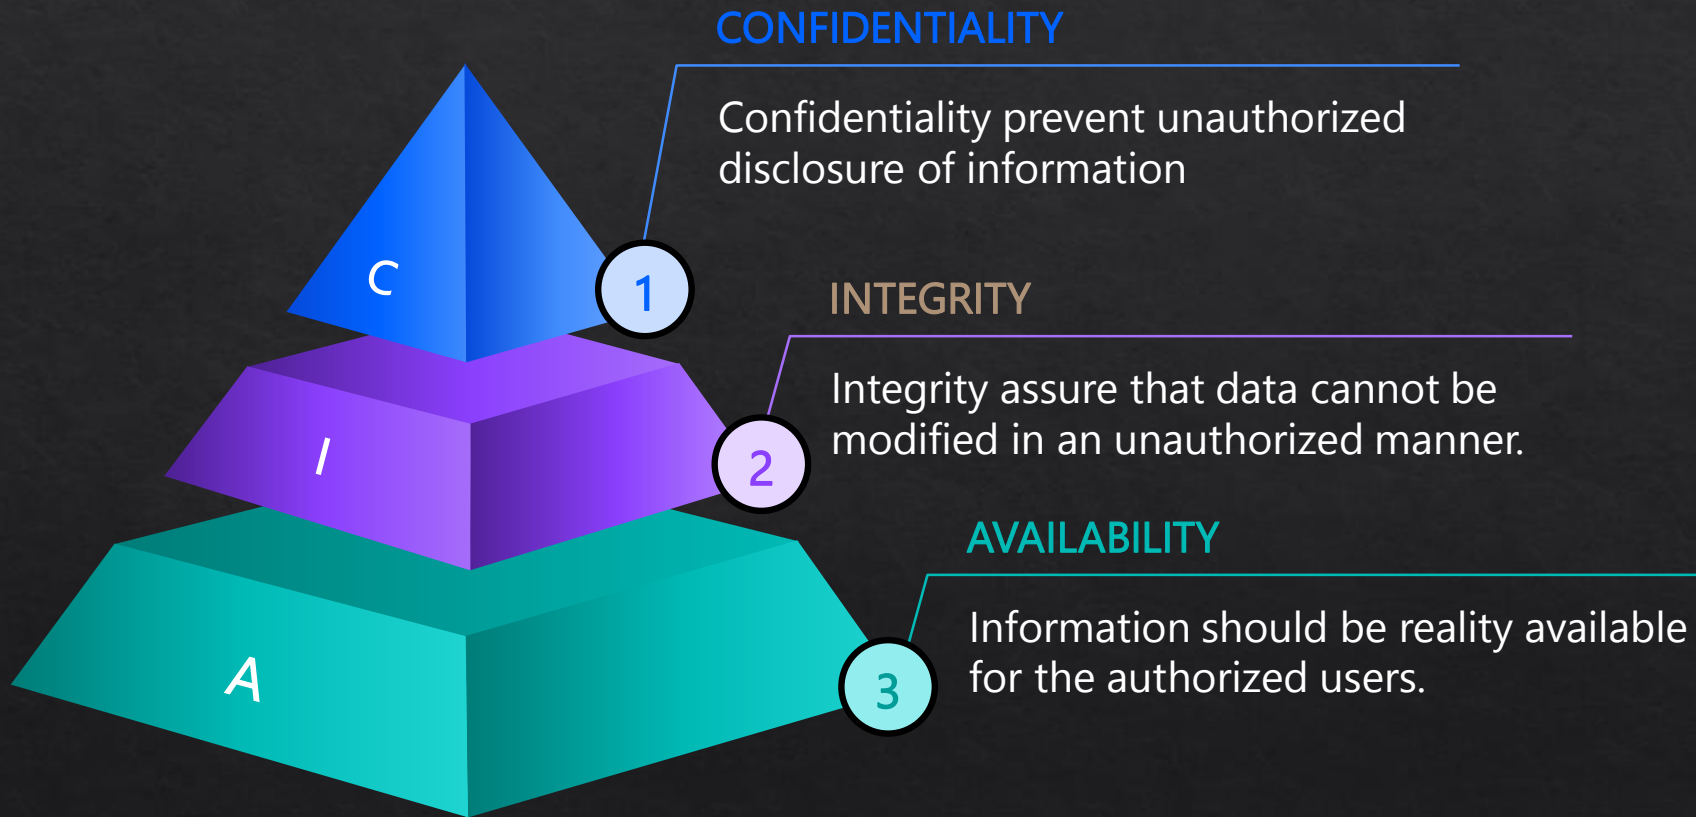 CONFIDENTIALITY
Confidentiality prevent unauthorized
disclosure of information
C
1
INTEGRITY
Integrity assure that data cannot be
modified in an unauthorized manner.
I
2
AVAILABILITY
Information should be reality available
for the authorized users.
A
3